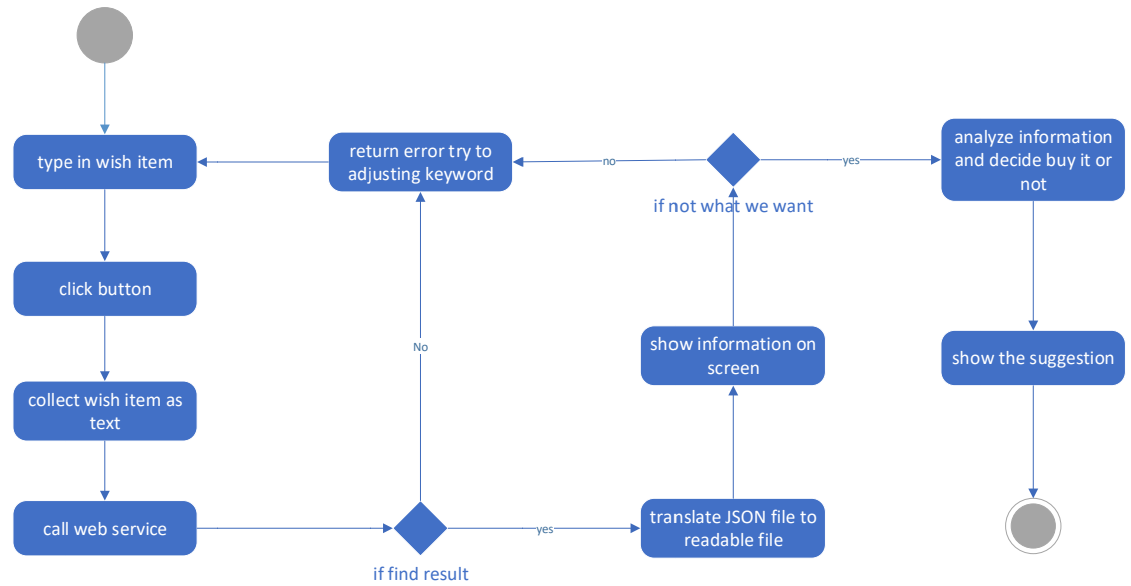 type in wish item
return error try to
adjusting keyword
no
yes
analyze information
and decide buy it or
not
if not what we want
click button
No
show information on
screen
show the suggestion
collect wish item as
text
call web service
yes
translate JSON file to
readable file
if find result